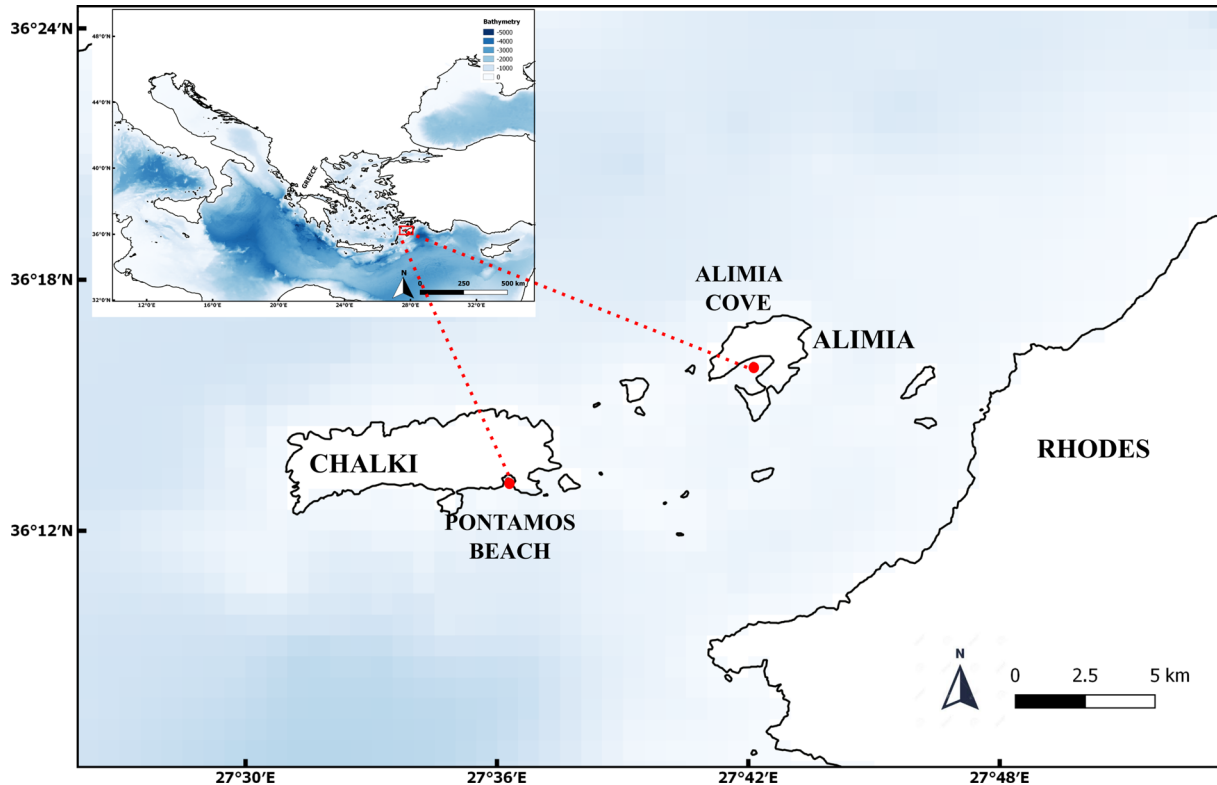 36°24'N
36°18'N
36°12'N
Bathymetry
-5000
-4000
-3000
-2000
-1000
0
48°0'N
44°0'N
40°0'N
36°0'N
32°0'N
GREECE
N
0 250 500 km
12°0'E 16°0'E 20°0'E 24°0'E 28°0'E 32°0'E
ALIMIA
COVE
ALIMIA
CHALKI
RHODES
PONTAMOS
BEACH
N
0 2.5 5 km
27°30'E 27°36'E 27°42'E 27°48'E